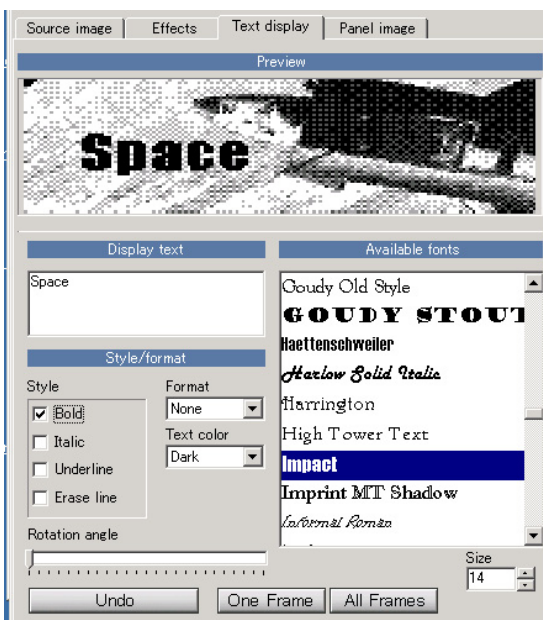 Source image Effects Text display Panel image
Preview
Space
Display text
Space
Style/format
Style
Bold
Italic
Underline
Erase line
Format
None
Text color
Dark
Rotation angle
Available fonts
Goudy Old Style
GOUDY STOUT
Haettenschweiler
Harlow Solid Italic
Harrington
High Tower Text
Impact
Imprint MT Shadow
Informal Roman
Size
14
Undo One Frame All Frames